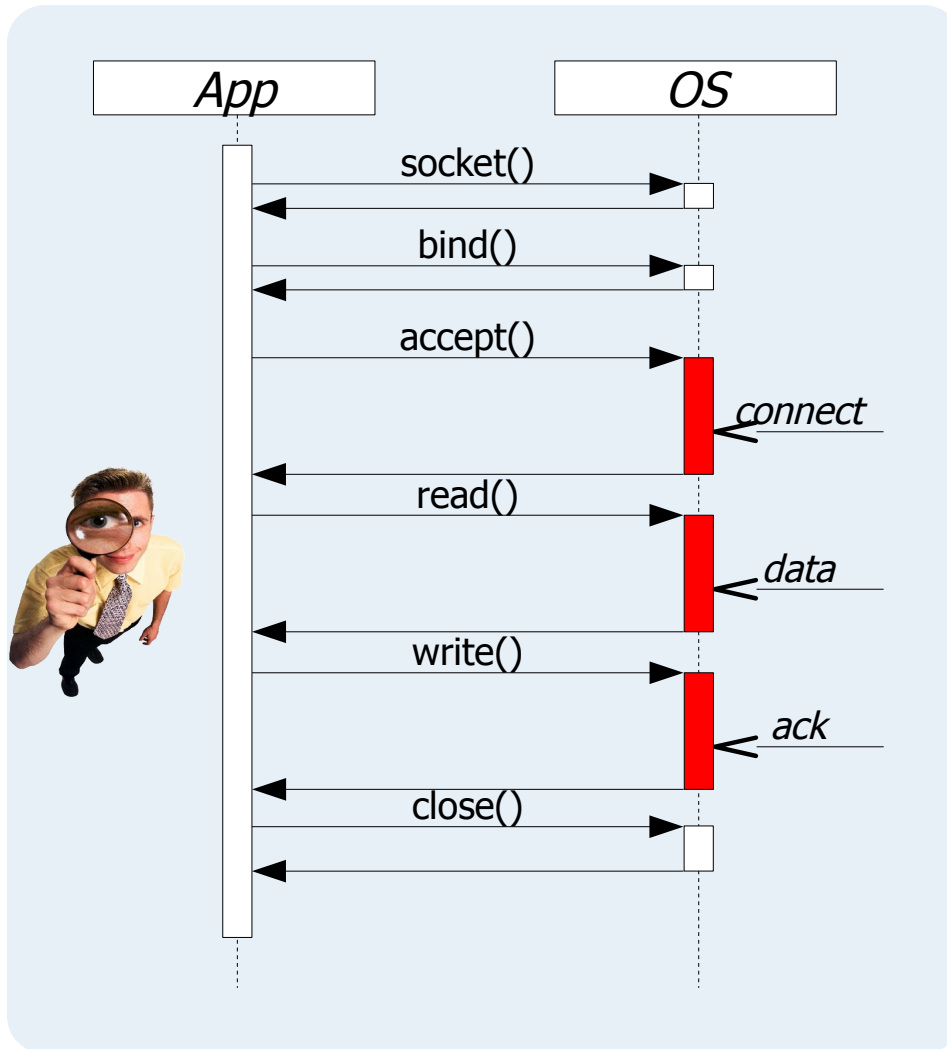 App
OS
socket()
bind()
accept()
connect
read()
data
write()
ack
close()